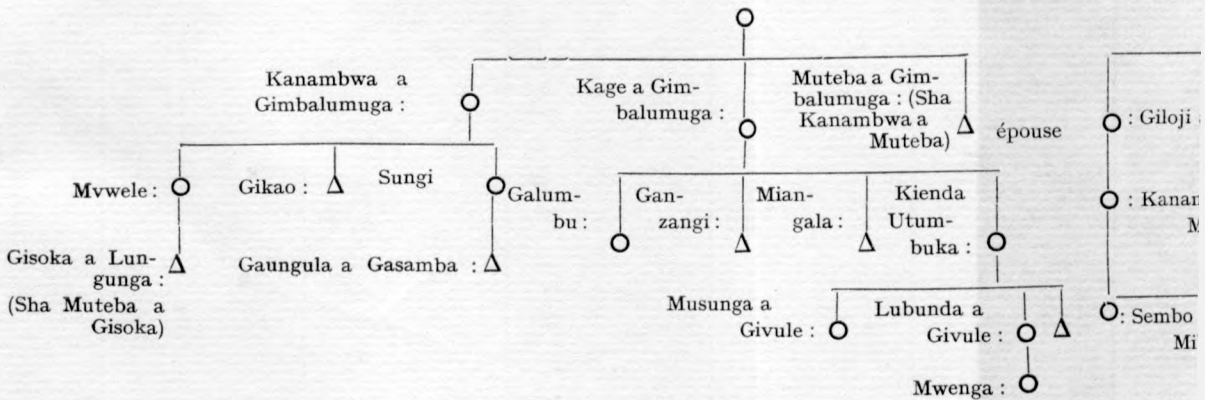 Kanambwa a
Gimbalumuga :
Kage a Gim-
balumuga :
Muteba a Gim-
balumuga : (Sha
Kanambwa a
Muteba)
épouse
: Giloji
Mvwele :
Gikao :
Sungi
Galum-
bu :
Gan-
zangi :
Mian-
gala :
Kienda
Utum-
buka :
Gisoka a Lun-
gunga :
(Sha Muteba a
Gisoka)
Gaungula a Gasamba :
Musunga a
Givule :
Lubunda a
Givule :
: Sembo
Mwenga :